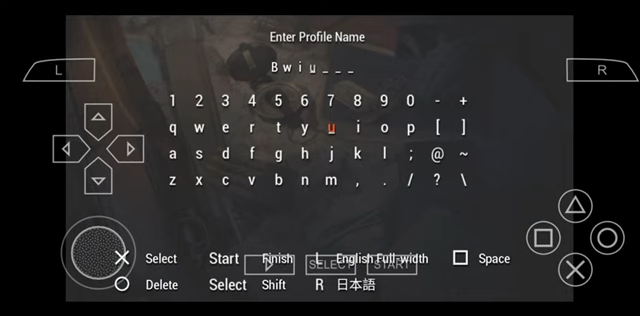 Enter Profile Name
Bwiu___
L
R
1 2 3 4 5 6 7 8 9 0 - +
q w e r t y u i o p [ ]
a s d f g h j k l ; @ ~
z x c v b n m , . / ? \
Select Start Finish L English Full-width Space
SELECT START
Delete Select Shift R 日本語